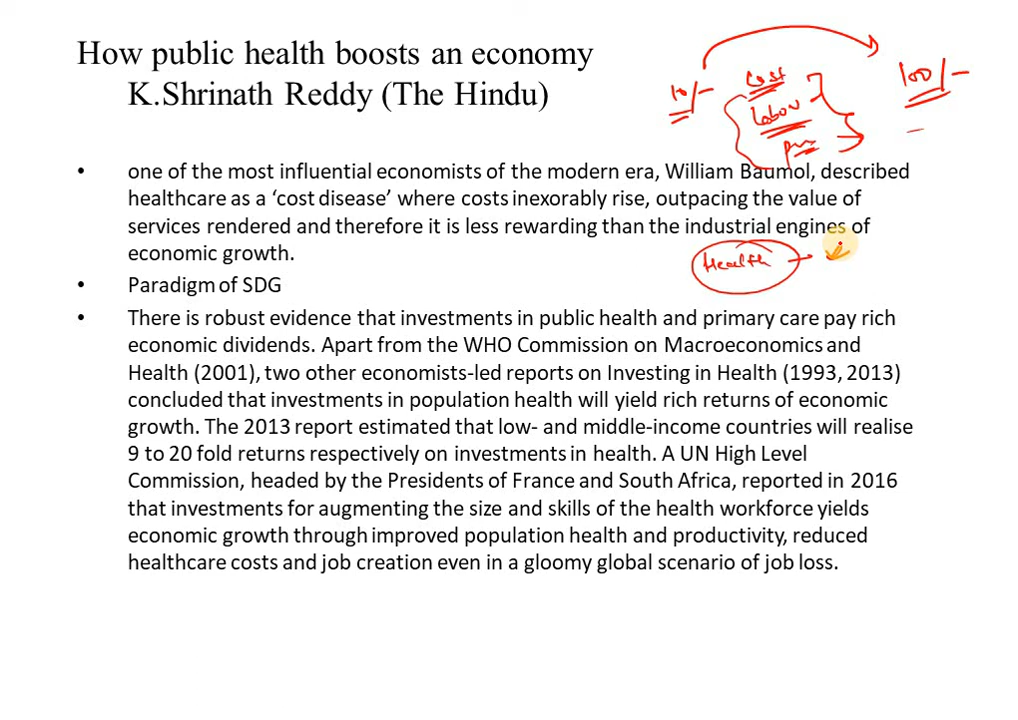 How public health boosts an economy
K.Shrinath Reddy (The Hindu)
10/-
Cost
labou
100/-
• one of the most influential economists of the modern era, William Baumol, described
healthcare as a ‘cost disease’ where costs inexorably rise, outpacing the value of
services rendered and therefore it is less rewarding than the industrial engines of
economic growth.
Health
• Paradigm of SDG
• There is robust evidence that investments in public health and primary care pay rich
economic dividends. Apart from the WHO Commission on Macroeconomics and
Health (2001), two other economists-led reports on Investing in Health (1993, 2013)
concluded that investments in population health will yield rich returns of economic
growth. The 2013 report estimated that low- and middle-income countries will realise
9 to 20 fold returns respectively on investments in health. A UN High Level
Commission, headed by the Presidents of France and South Africa, reported in 2016
that investments for augmenting the size and skills of the health workforce yields
economic growth through improved population health and productivity, reduced
healthcare costs and job creation even in a gloomy global scenario of job loss.